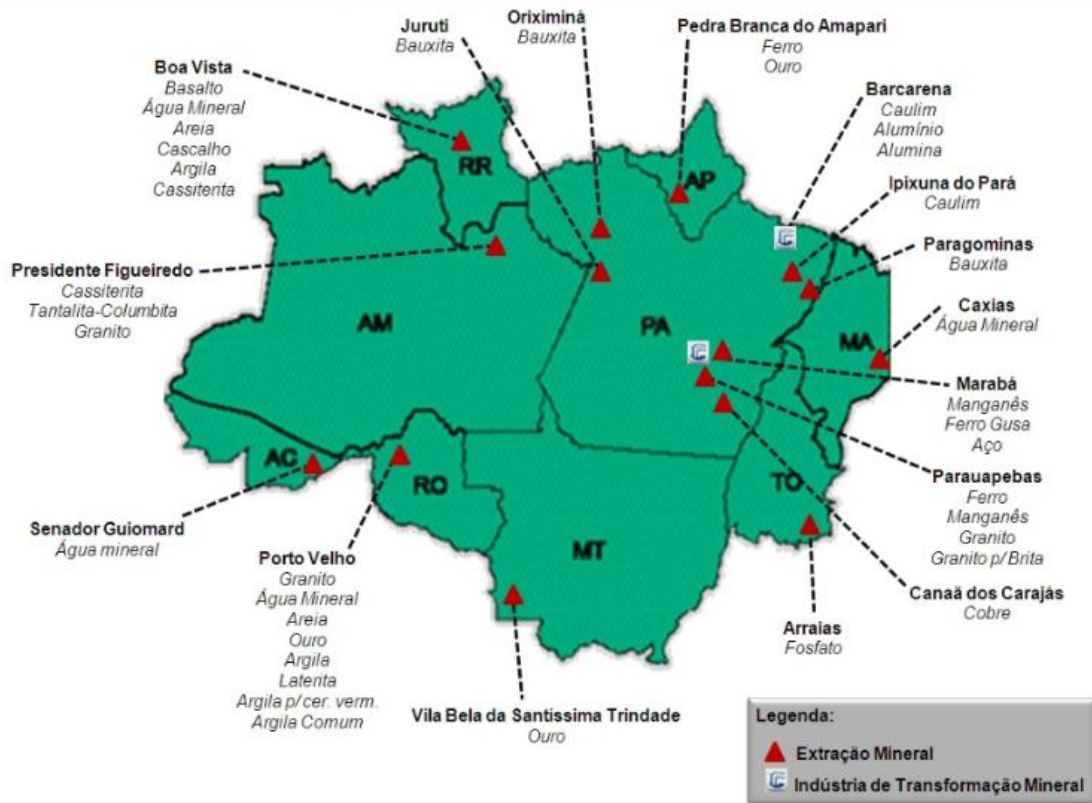 Juruti
Bauxita
Oriximiná
Bauxita
Pedra Branca do Amapari
Ferro
Ouro
Boa Vista
Basalto
Água Mineral
Areia
Cascalho
Argila
Cassiterita
Barcarena
Caulim
Alumínio
Alumina
Ipixuna do Pará
Caulim
Paragominas
Bauxita
Caxias
Água Mineral
Presidente Figueiredo
Cassiterita
Tantalita-Columbita
Granito
RR
AP
AM
PA
MA
AC
RO
MT
TO
Marabá
Manganês
Ferro Gusa
Aço
Parauapebas
Ferro
Manganês
Granito
Granito p/ Brita
Canaã dos Carajás
Cobre
Senador Guiomard
Água mineral
Porto Velho
Granito
Água Mineral
Areia
Ouro
Argila
Laterita
Argila p/ cer. verm.
Argila Comum
Vila Bela da Santissima Trindade
Ouro
Arraias
Fosfato
Legenda:
Extração Mineral
Indústria de Transformação Mineral